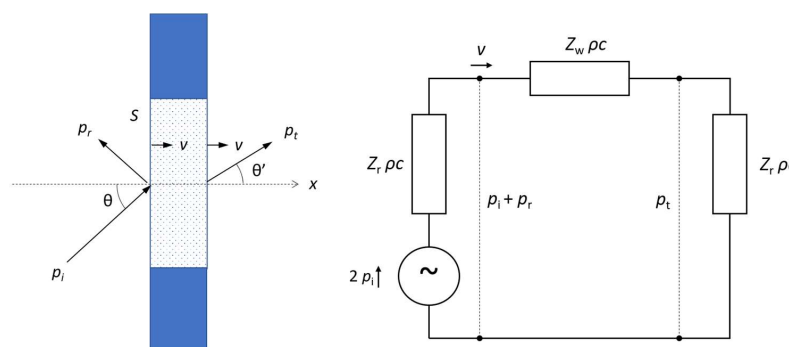 S
p_r
v
v
p_t
θ
θ'
x
p_i
v
Z_w ρc
Z_r ρc
p_i + p_r
p_t
Z_r ρ
2 p_i
~